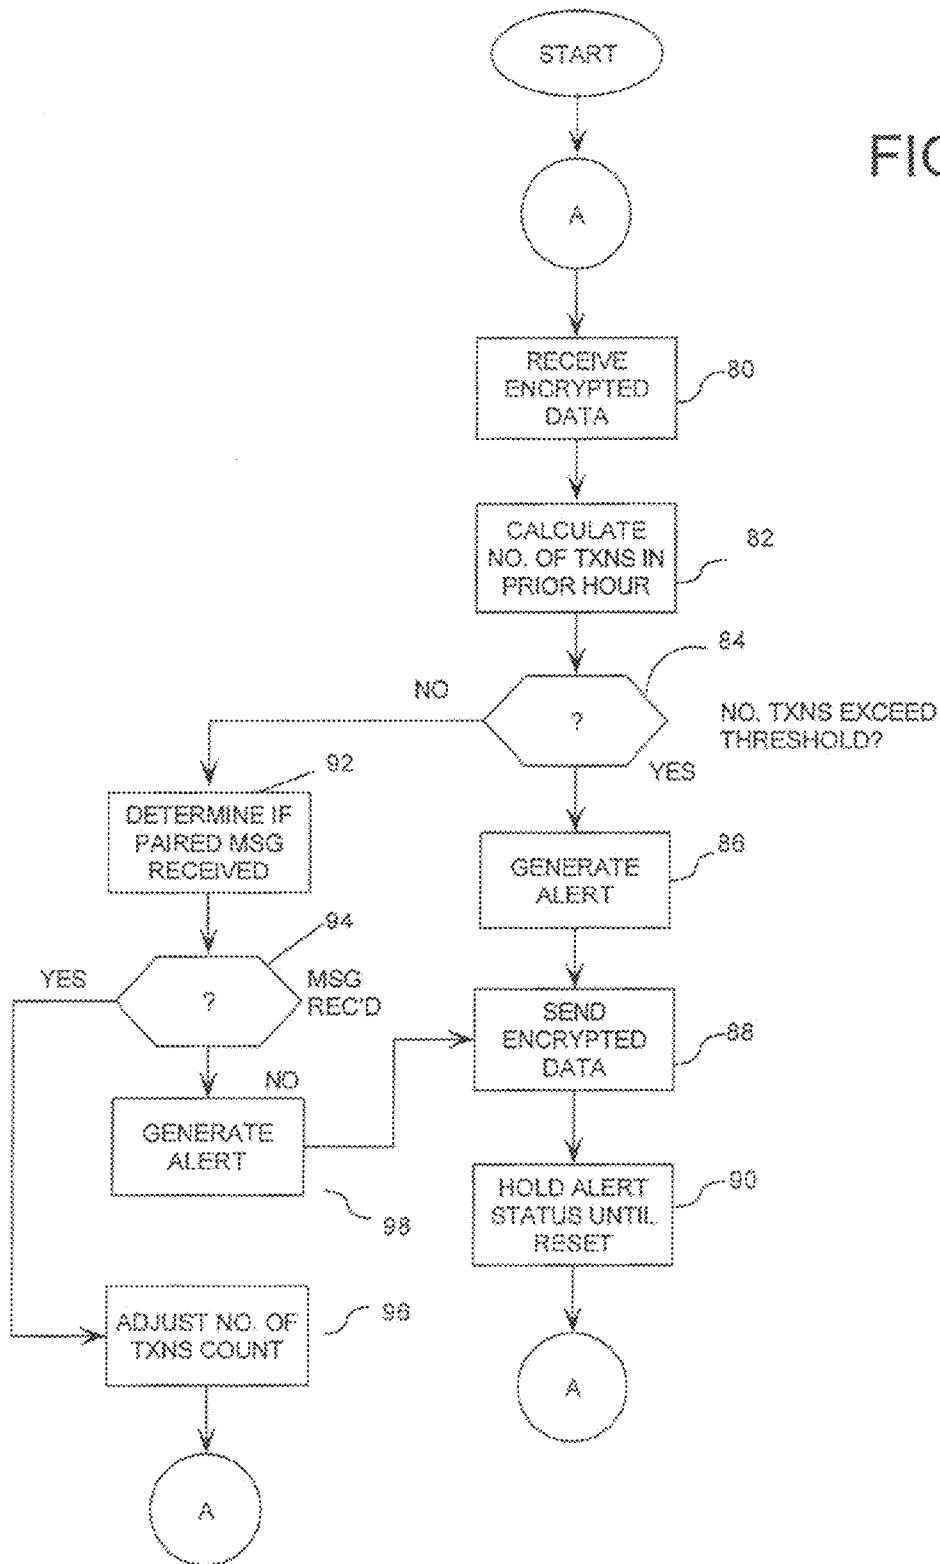 START
FIG
A
RECEIVE
ENCRYPTED
DATA
80
CALCULATE
NO. OF TXNS IN
PRIOR HOUR
82
84
NO
?
NO. TXNS EXCEED
THRESHOLD?
YES
92
DETERMINE IF
PAIRED MSG
RECEIVED
86
GENERATE
ALERT
94
YES
?
MSG
REC'D
SEND
ENCRYPTED
DATA
88
NO
GENERATE
ALERT
98
HOLD ALERT
STATUS UNTIL
RESET
90
ADJUST NO. OF
TXNS COUNT
96
A
A